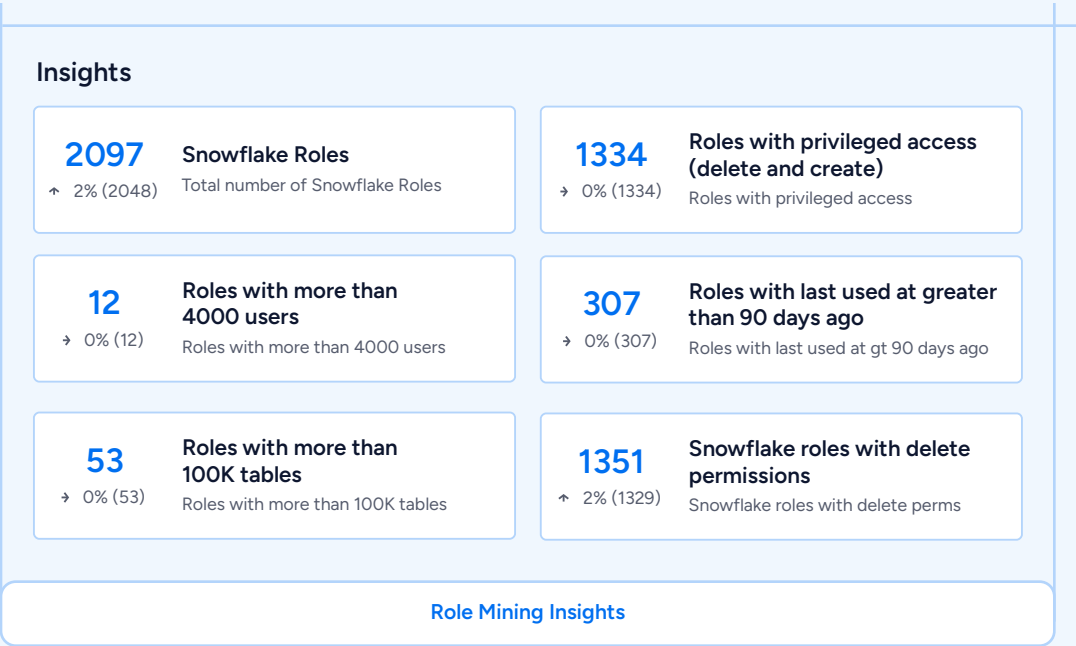 Insights
2097
↑ 2% (2048)
Snowflake Roles
Total number of Snowflake Roles
1334
→ 0% (1334)
Roles with privileged access
(delete and create)
Roles with privileged access
12
→ 0% (12)
Roles with more than
4000 users
Roles with more than 4000 users
307
→ 0% (307)
Roles with last used at greater
than 90 days ago
Roles with last used at gt 90 days ago
53
→ 0% (53)
Roles with more than
100K tables
Roles with more than 100K tables
1351
↑ 2% (1329)
Snowflake roles with delete
permissions
Snowflake roles with delete perms
Role Mining Insights